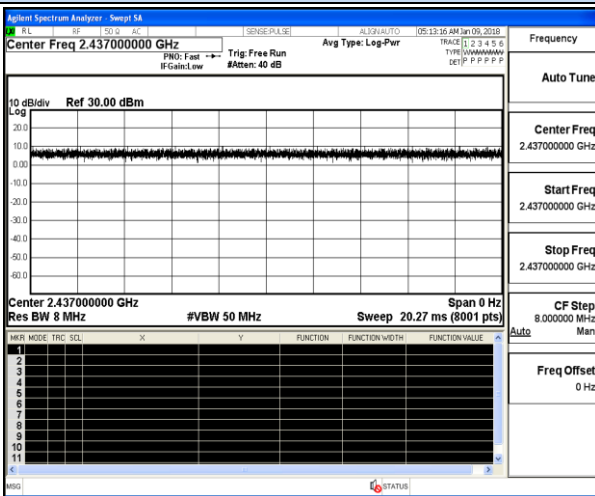 Agilent Spectrum Analyzer - Swept SA
RL RF 50 Ω AC SENSE:PULSE ALIGNAUTO 05:13:16 AM Jan 09, 2018
Center Freq 2.437000000 GHz Avg Type: Log-Pwr TRACE 1 2 3 4 5 6
PNO: Fast Trig: Free Run TYPE WWWWWW
IFGain:Low #Atten: 40 dB DET P P P P P P
10 dB/div Ref 30.00 dBm
Log
20.0
10.0
0.00
-10.0
-20.0
-30.0
-40.0
-50.0
-60.0
Center 2.437000000 GHz Span 0 Hz
Res BW 8 MHz #VBW 50 MHz Sweep 20.27 ms (8001 pts)
MKR MODE TRC SCL X Y FUNCTION FUNCTION WIDTH FUNCTION VALUE
1
2
3
4
5
6
7
8
9
10
11
MSG STATUS
Frequency
Auto Tune
Center Freq
2.437000000 GHz
Start Freq
2.437000000 GHz
Stop Freq
2.437000000 GHz
CF Step
8.000000 MHz
Auto Man
Freq Offset
0 Hz